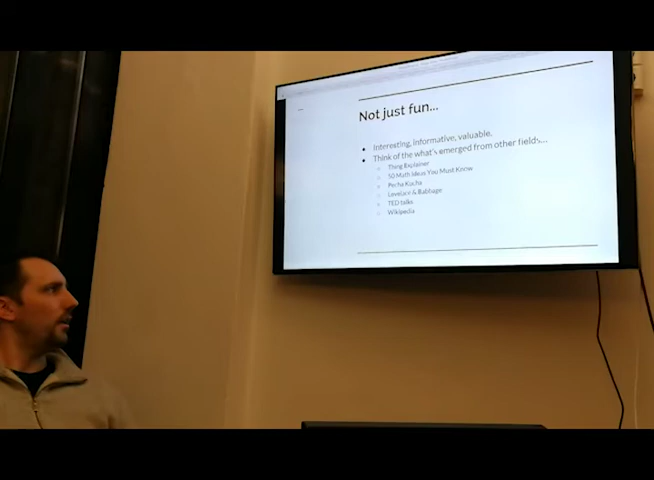 Not just fun...
Interesting, informative, valuable.
Think of the what's emerged from other fields...
Thing Explainer
50 Math Ideas You Must Know
Pecha Kucha
Lovelace & Babbage
TED talks
Wikipedia